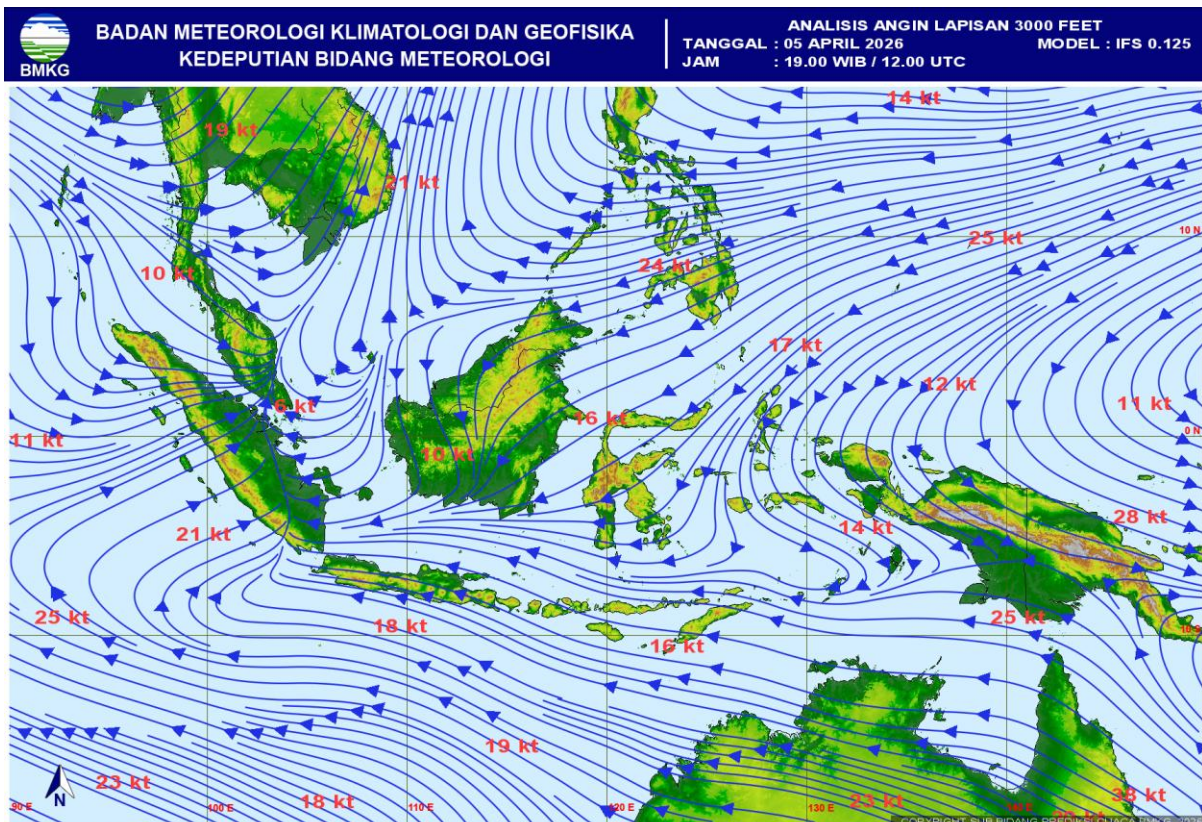 BADAN METEOROLOGI KLIMATOLOGI DAN GEOFISIKA
KEDEPUTIAN BIDANG METEOROLOGI
BMKG
ANALISIS ANGIN LAPISAN 3000 FEET
TANGGAL : 05 APRIL 2026 MODEL : IFS 0.125
JAM : 19.00 WIB / 12.00 UTC
14 kt
19 kt
21 kt
10 N
25 kt
24 kt
10 kt
17 kt
12 kt
11 kt
6 kt
16 kt
11 kt
0 N
10 kt
28 kt
14 kt
21 kt
25 kt
25 kt
18 kt
10 S
16 kt
19 kt
23 kt
18 kt
23 kt
38 kt
N
90 E
100 E
110 E
120 E
130 E